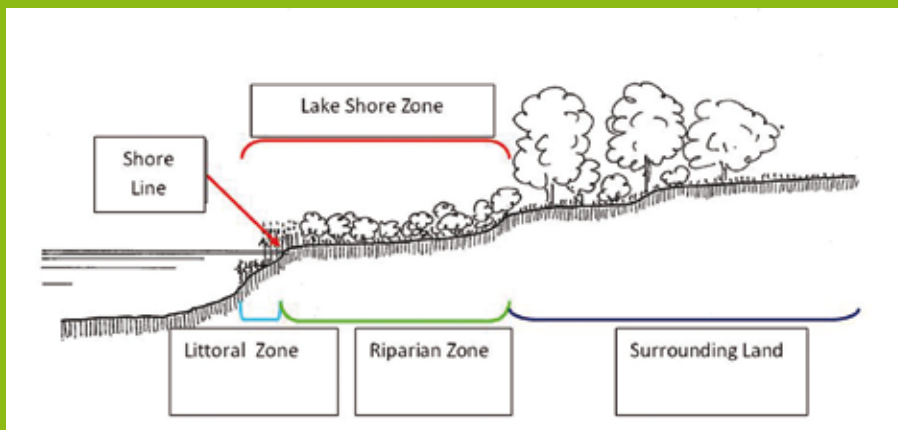 Lake Shore Zone
Shore
Line
Littoral Zone
Riparian Zone
Surrounding Land